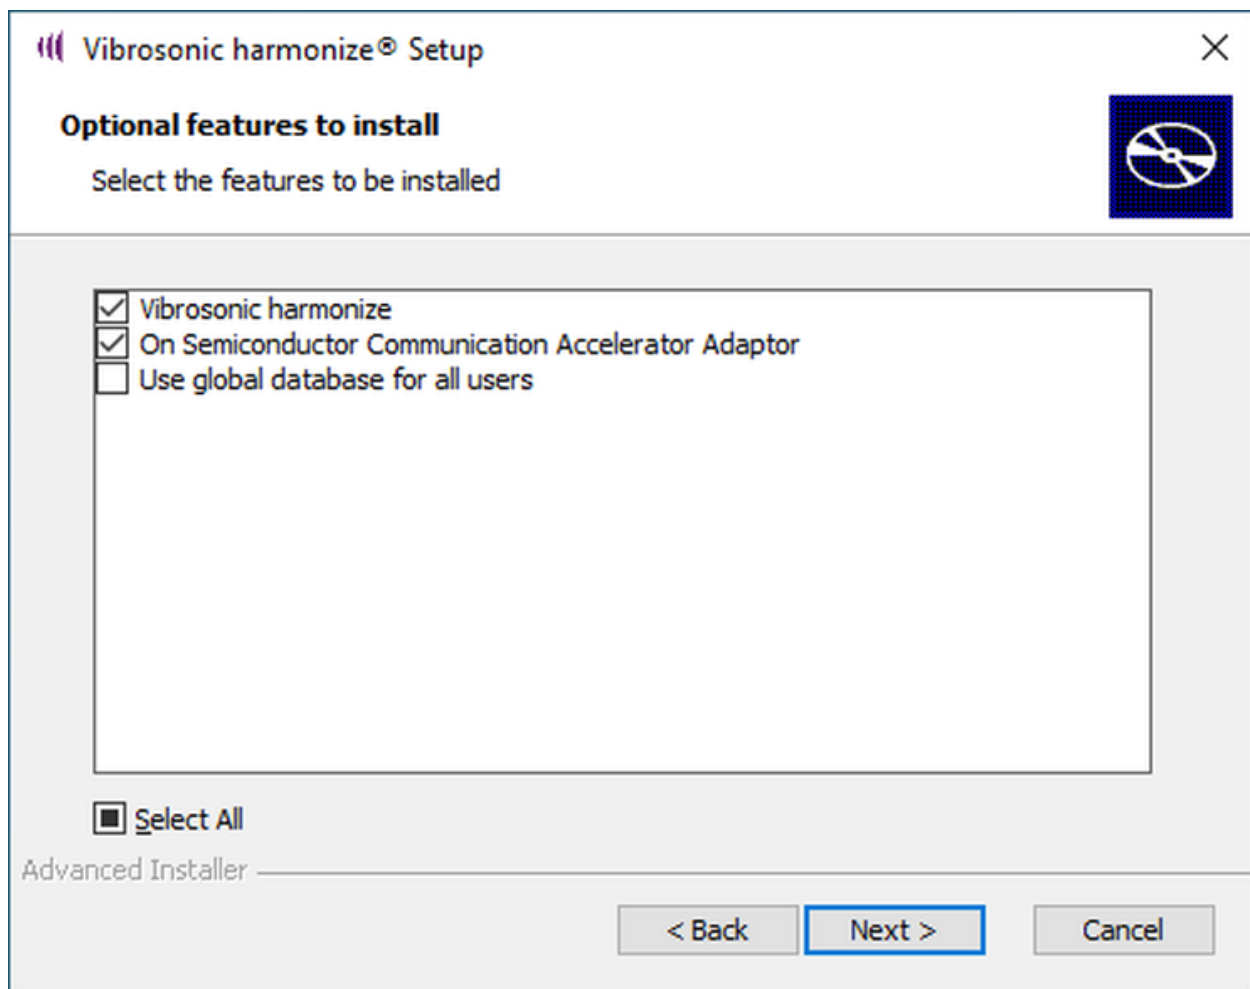 Vibrosonic harmonize® Setup
Optional features to install
Select the features to be installed
Vibrosonic harmonize
On Semiconductor Communication Accelerator Adaptor
Use global database for all users
Select All
Advanced Installer
< Back Next > Cancel